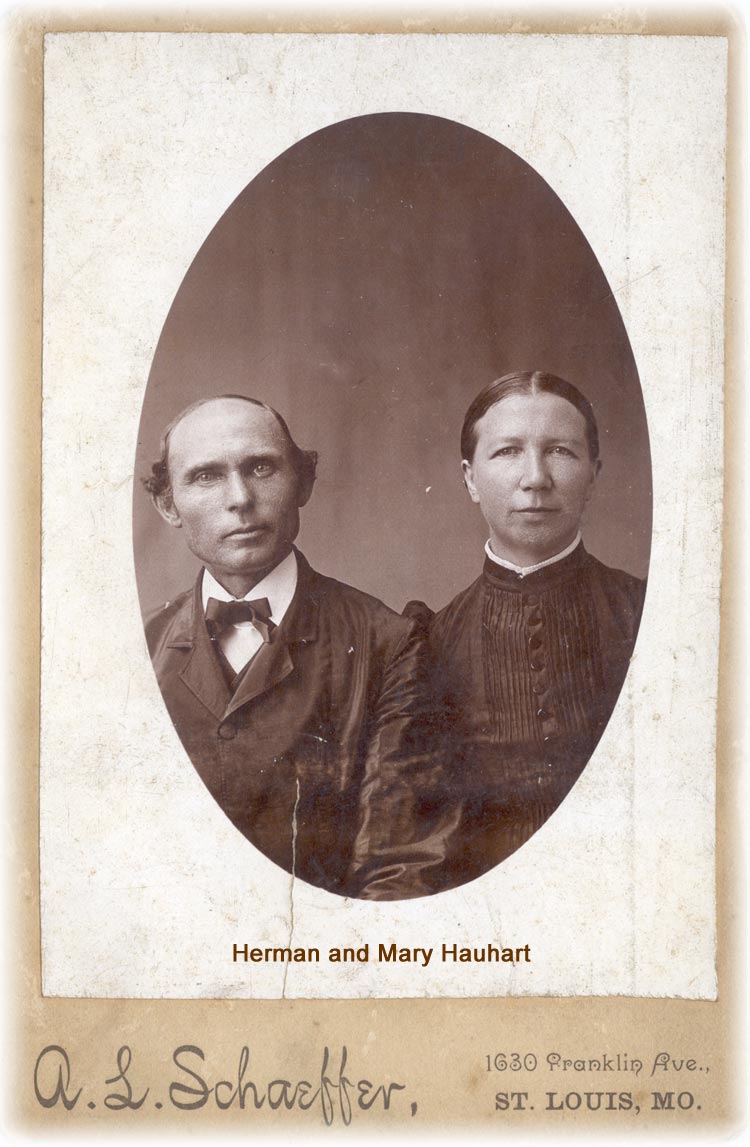 Herman and Mary Hauhart
A. L. Schaeffer,
1630 Franklin Ave.,
ST. LOUIS, MO.